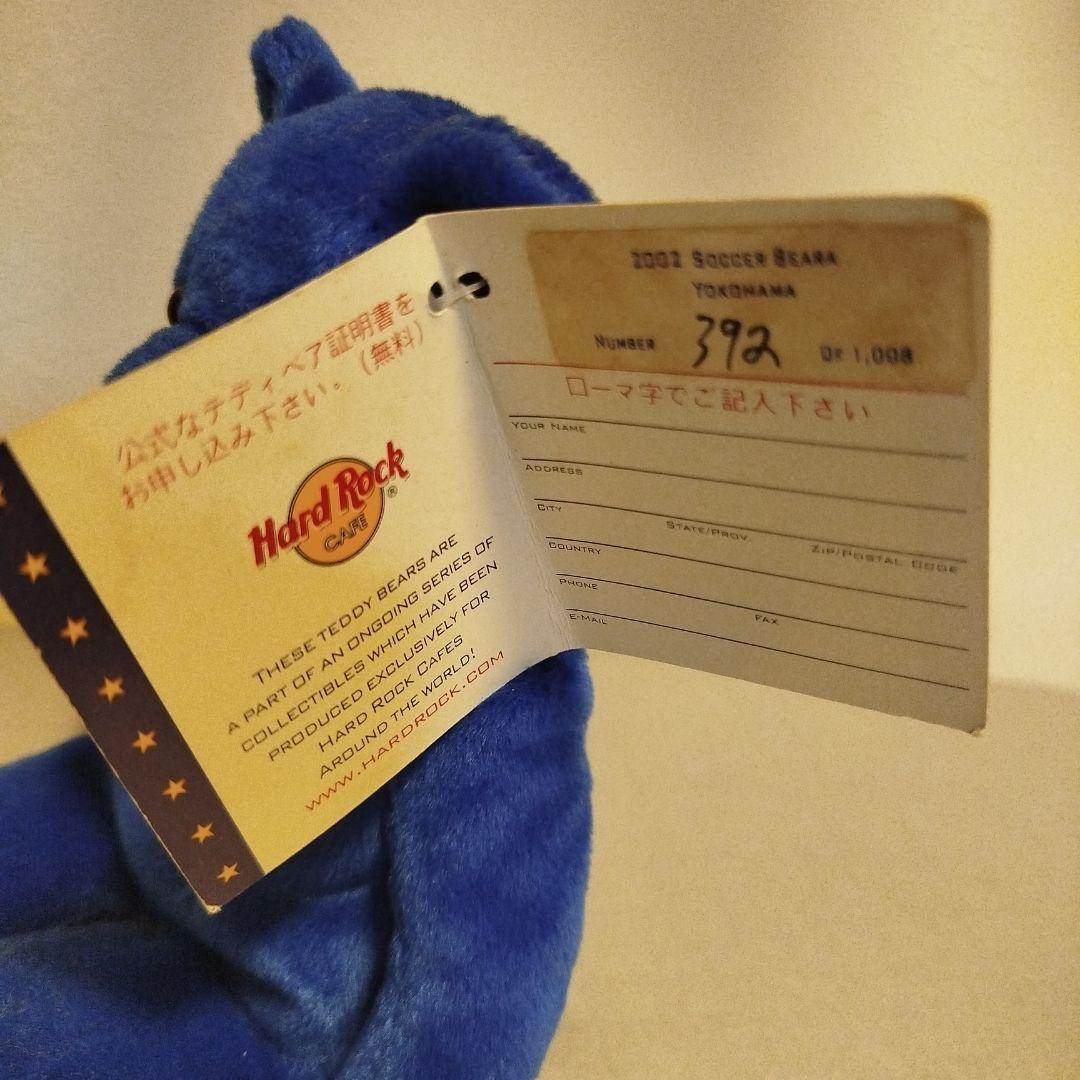 公式なテディベア証明書を
お申し込み下さい。(無料)
Hard Rock
CAFE
®
THESE TEDDY BEARS ARE
A PART OF AN ONGOING SERIES OF
COLLECTIBLES WHICH HAVE BEEN
PRODUCED EXCLUSIVELY FOR
HARD ROCK CAFES
AROUND THE WORLD!
WWW.HARDROCK.COM
2002 SOCCER BEARA
YOKOHAMA
NUMBER 392 OF 1,008
ローマ字でご記入下さい
YOUR NAME
ADDRESS
CITY STATE/PROV. ZIP/POSTAL CODE
COUNTRY
PHONE FAX
E-MAIL